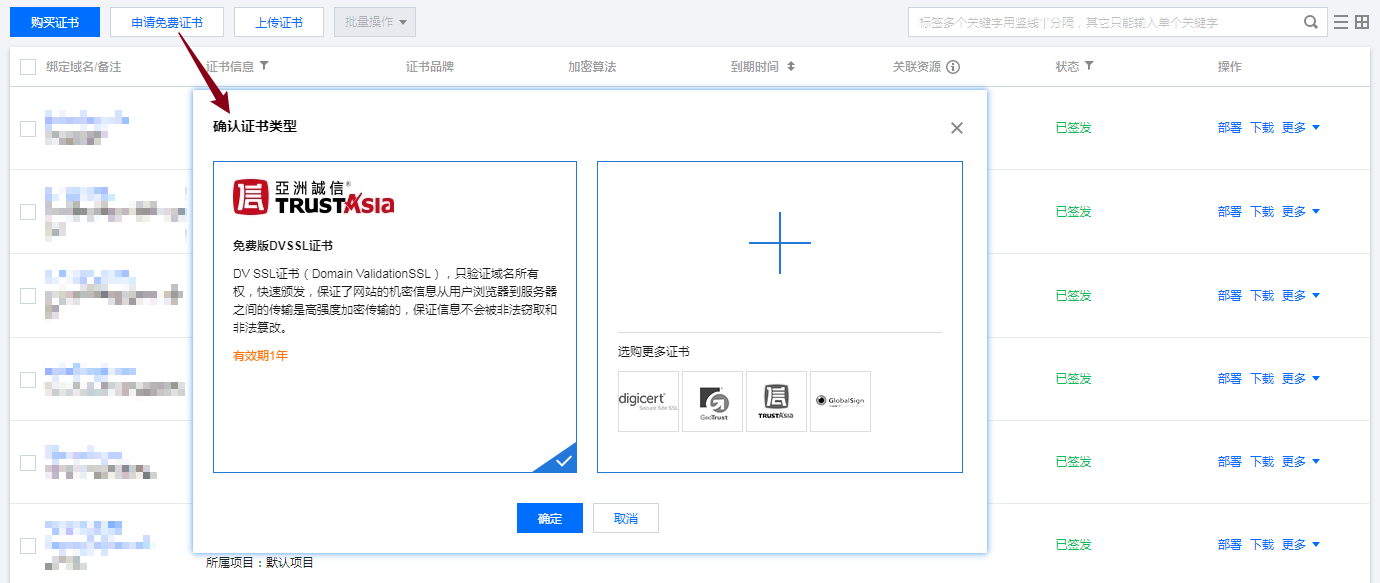 购买证书 申请免费证书 上传证书 批量操作 标签多个关键字用竖线"|"分隔，其它只能输入单个关键字
绑定域名/备注 证书信息 证书品牌 加密算法 到期时间 关联资源 状态 操作
确认证书类型
已签发 部署 下载 更多
亞洲誠信®
TRUSTAsia
免费版DVSSL证书
DV SSL证书（Domain ValidationSSL），只验证域名所有
权，快速颁发，保证了网站的机密信息从用户浏览器到服务器
之间的传输是高强度加密传输的，保证信息不会被非法窃取和
非法篡改。
有效期1年
选购更多证书
digicert
Secure Site SSL
GeoTrust
信
TRUSTAsia
GlobalSign
确定 取消
已签发 部署 下载 更多
已签发 部署 下载 更多
已签发 部署 下载 更多
已签发 部署 下载 更多
已签发 部署 下载 更多
所属项目：默认项目